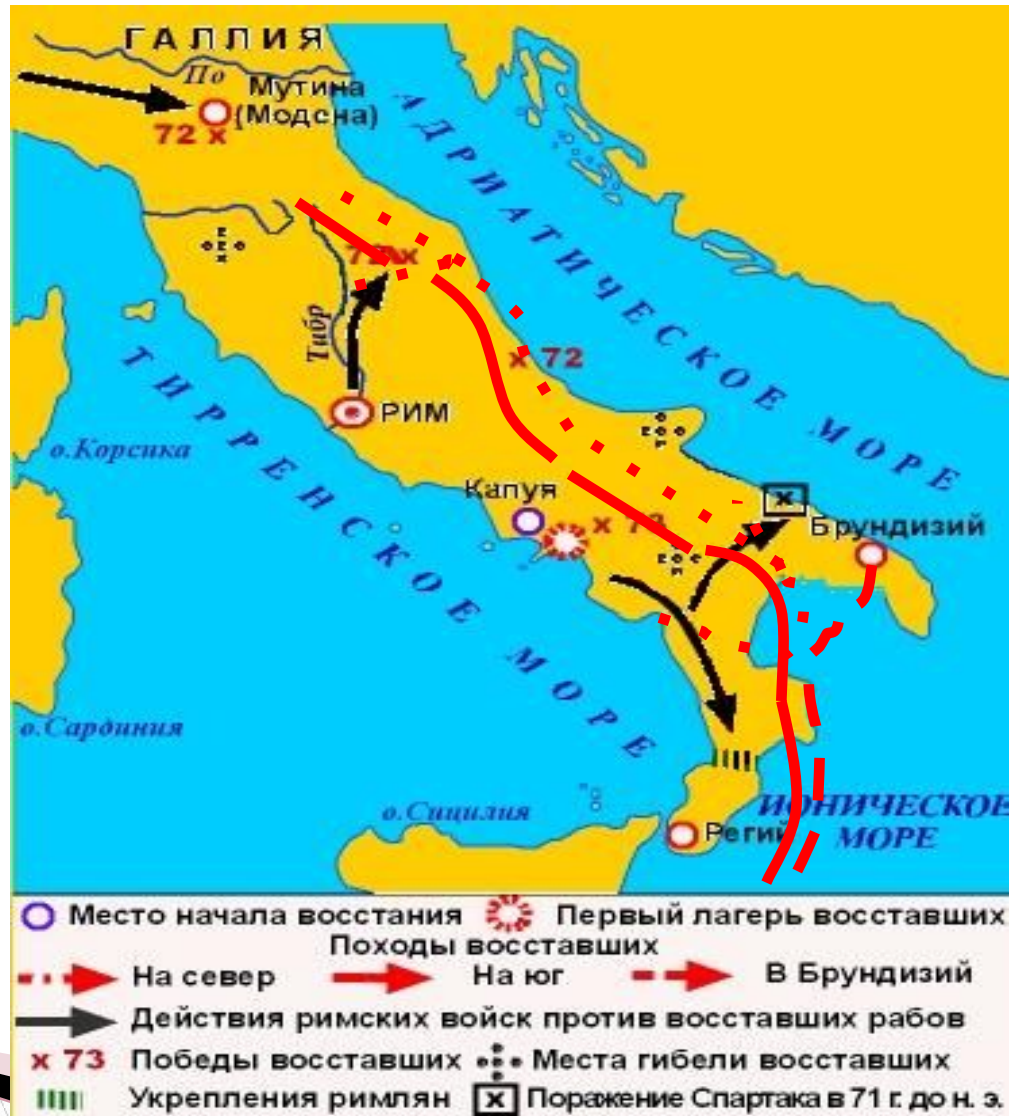 ГАЛЛИЯ
По
Мутина
(Модена)
72 х
АДРИАТИЧЕСКОЕ МОРЕ
х
Тибр
х 72
ТИРРЕНСКОЕ МОРЕ
РИМ
о.Корсика
Капуя
х 73
х
Брундизий
о.Сардиния
о.Сицилия
ИОНИЧЕСКОЕ
МОРЕ
Регий
Место начала восстания Первый лагерь восставших
Походы восставших
На север На юг В Брундизий
Действия римских войск против восставших рабов
х 73 Победы восставших Места гибели восставших
Укрепления римлян х Поражение Спартака в 71 г. до н. э.